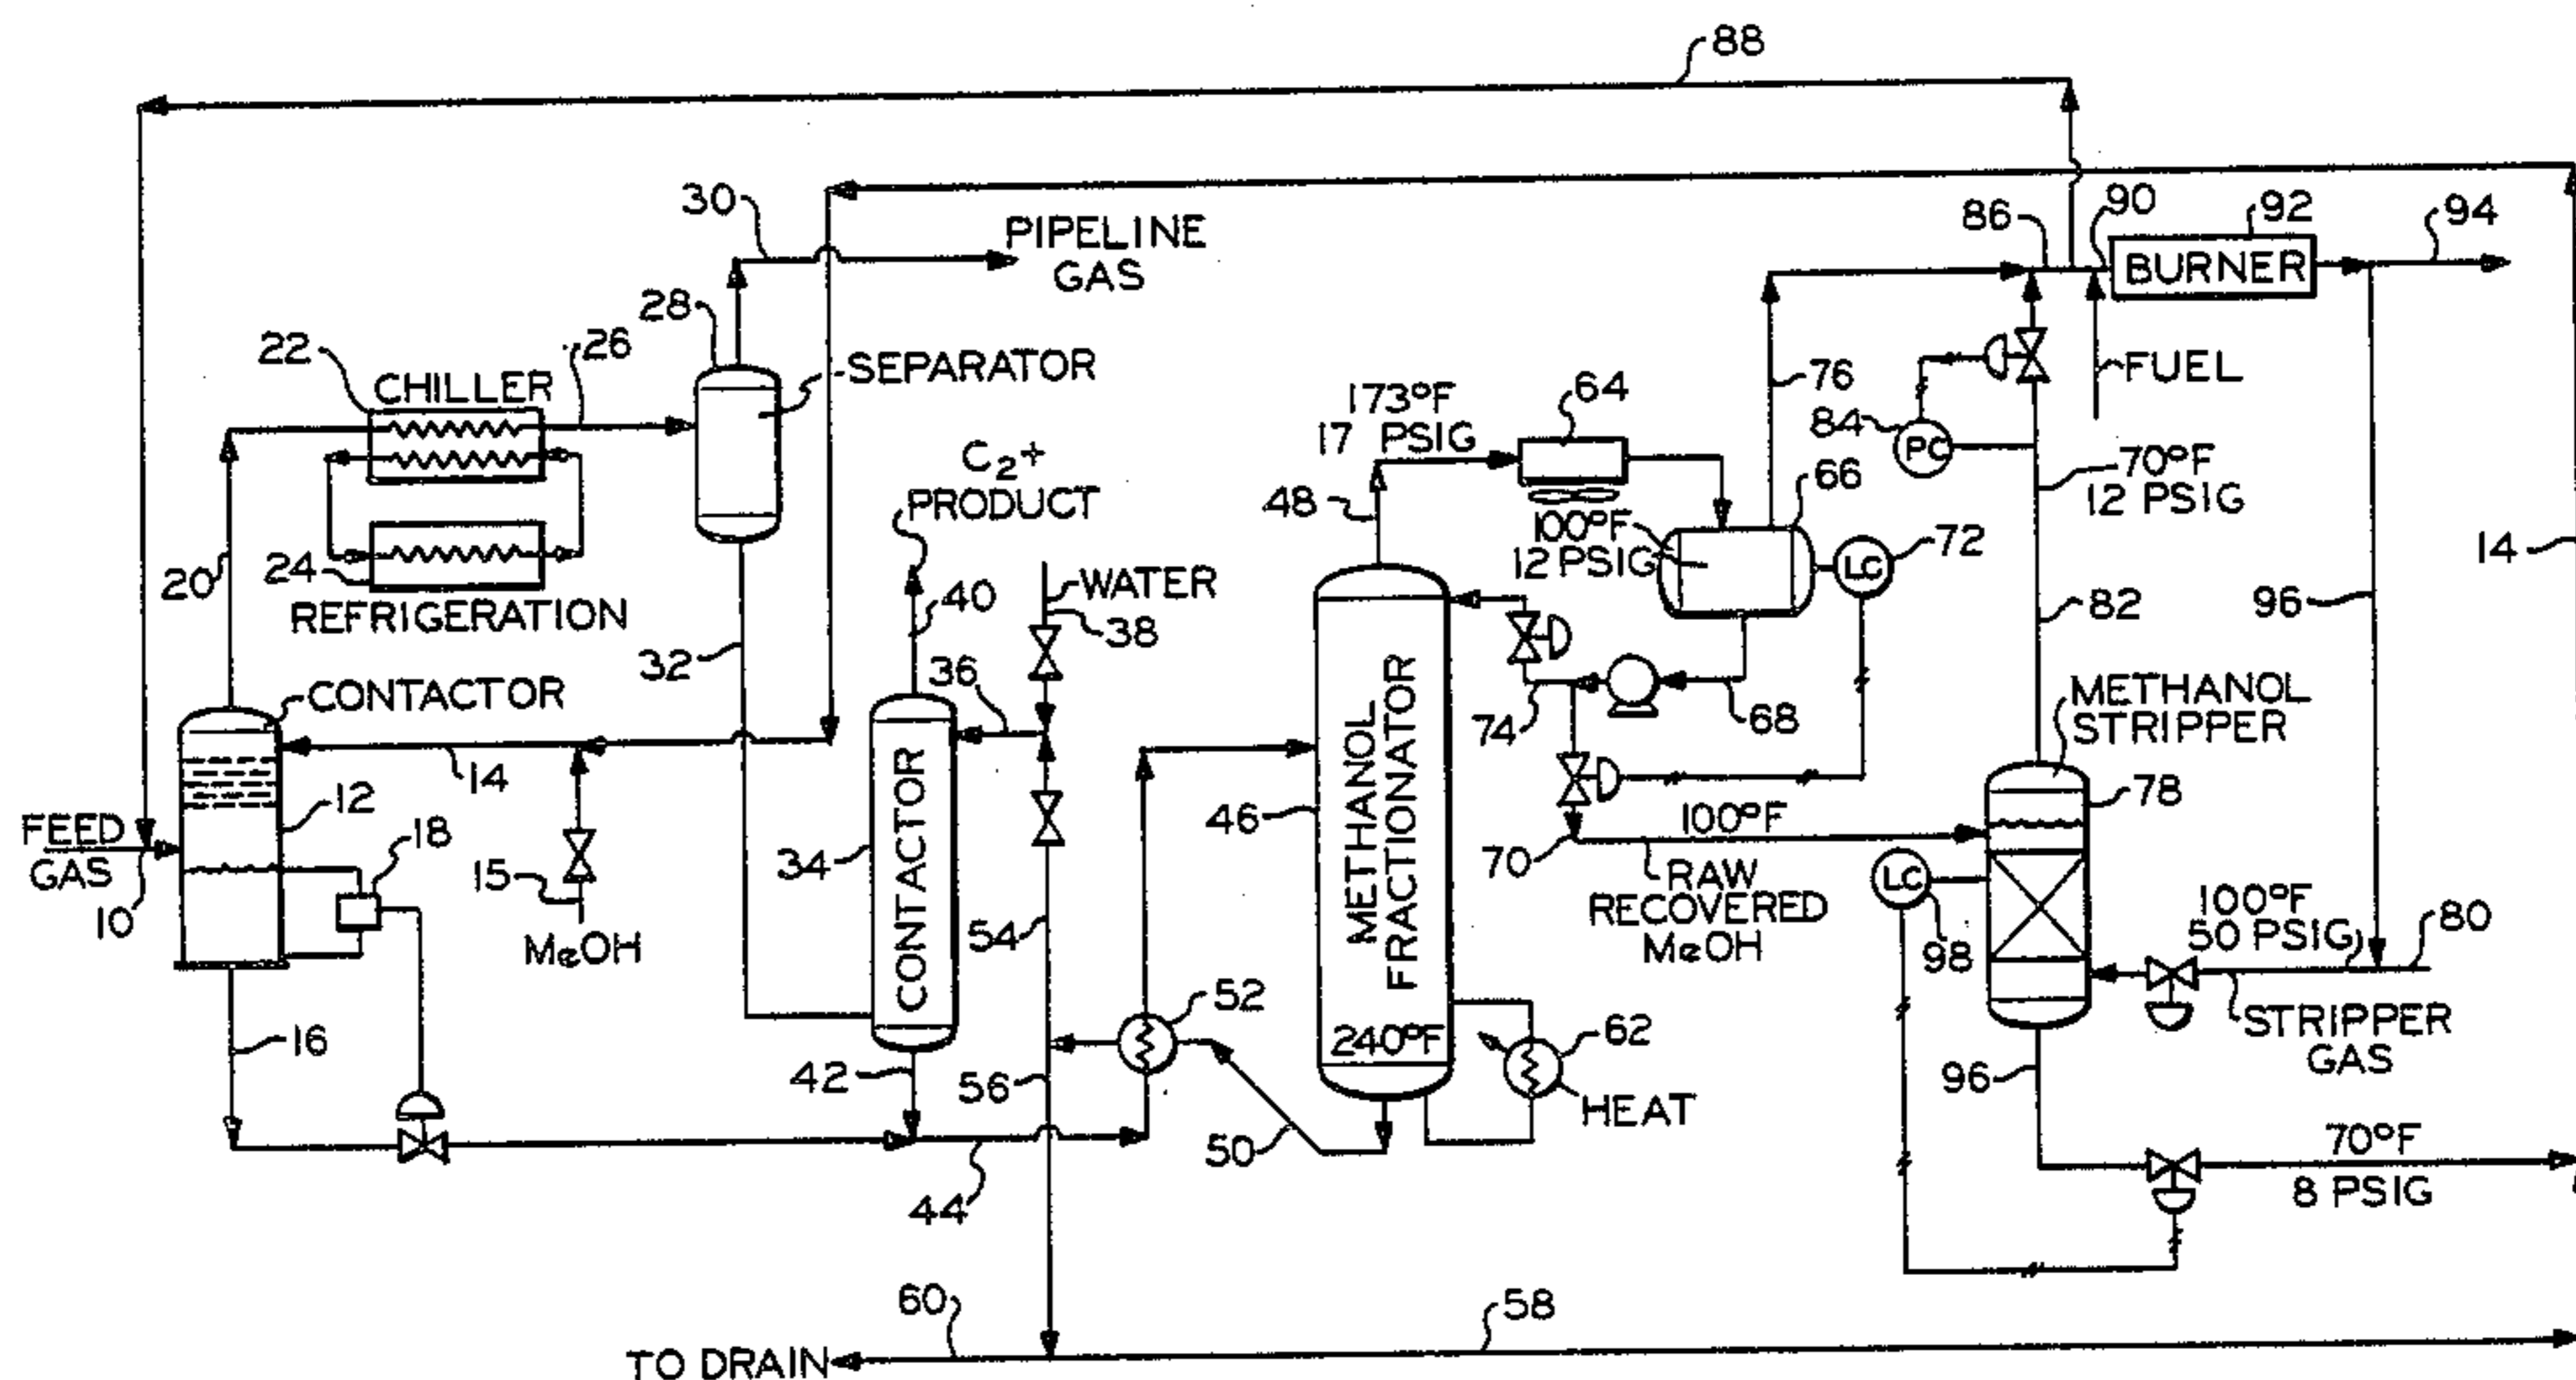 88
30
PIPELINE
GAS
86
90
92
BURNER
94
28
22
CHILLER
26
SEPARATOR
173°F
17 PSIG
64
76
FUEL
84
PC
70°F
12 PSIG
14
C₂+
PRODUCT
48
100°F
12 PSIG
66
LC
72
20
24
REFRIGERATION
40
WATER
38
96
82
32
36
CONTACTOR
74
68
METHANOL
STRIPPER
14
12
FEED
GAS
10
18
15
MeOH
34
CONTACTOR
46
METHANOL
FRACTIONATOR
240°F
78
70
100°F
RAW
RECOVERED
MeOH
LC
98
100°F
50 PSIG
80
STRIPPER
GAS
54
52
62
HEAT
16
42
56
50
44
96
70°F
8 PSIG
60
58
TO DRAIN